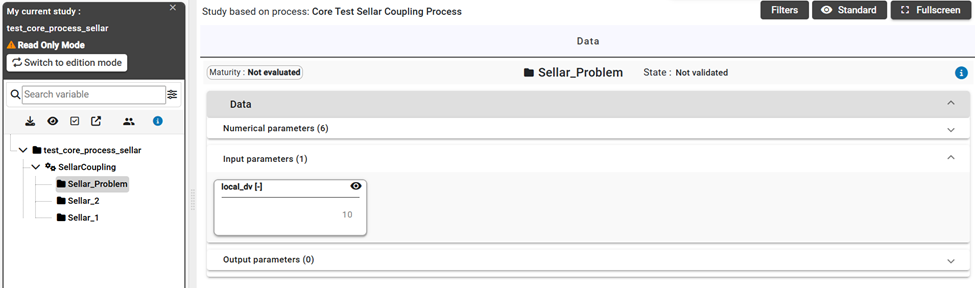 My current study :
test_core_process_sellar
Read Only Mode
Switch to edition mode
Search variable
test_core_process_sellar
SellarCoupling
Sellar_Problem
Sellar_2
Sellar_1
Study based on process: Core Test Sellar Coupling Process
Filters
Standard
Fullscreen
Data
Maturity : Not evaluated
Sellar_Problem
State : Not validated
Data
Numerical parameters (6)
Input parameters (1)
local_dv [-]
10
Output parameters (0)